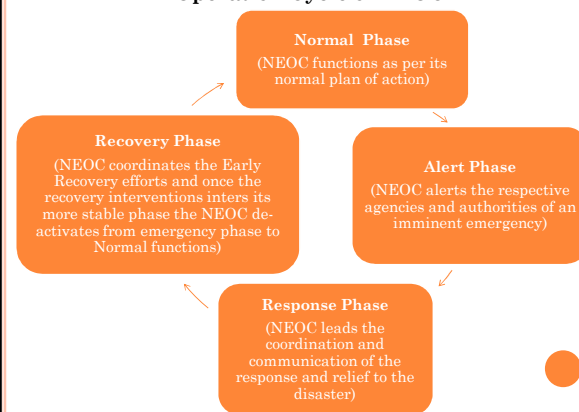 Normal Phase
(NEOC functions as per its
normal plan of action)
Alert Phase
(NEOC alerts the respective
agencies and authorities of an
imminent emergency)
Response Phase
(NEOC leads the
coordination and
communication of the
response and relief to the
disaster)
Recovery Phase
(NEOC coordinates the Early
Recovery efforts and once the
recovery interventions inters its
more stable phase the NEOC de-
activates from emergency phase to
Normal functions)